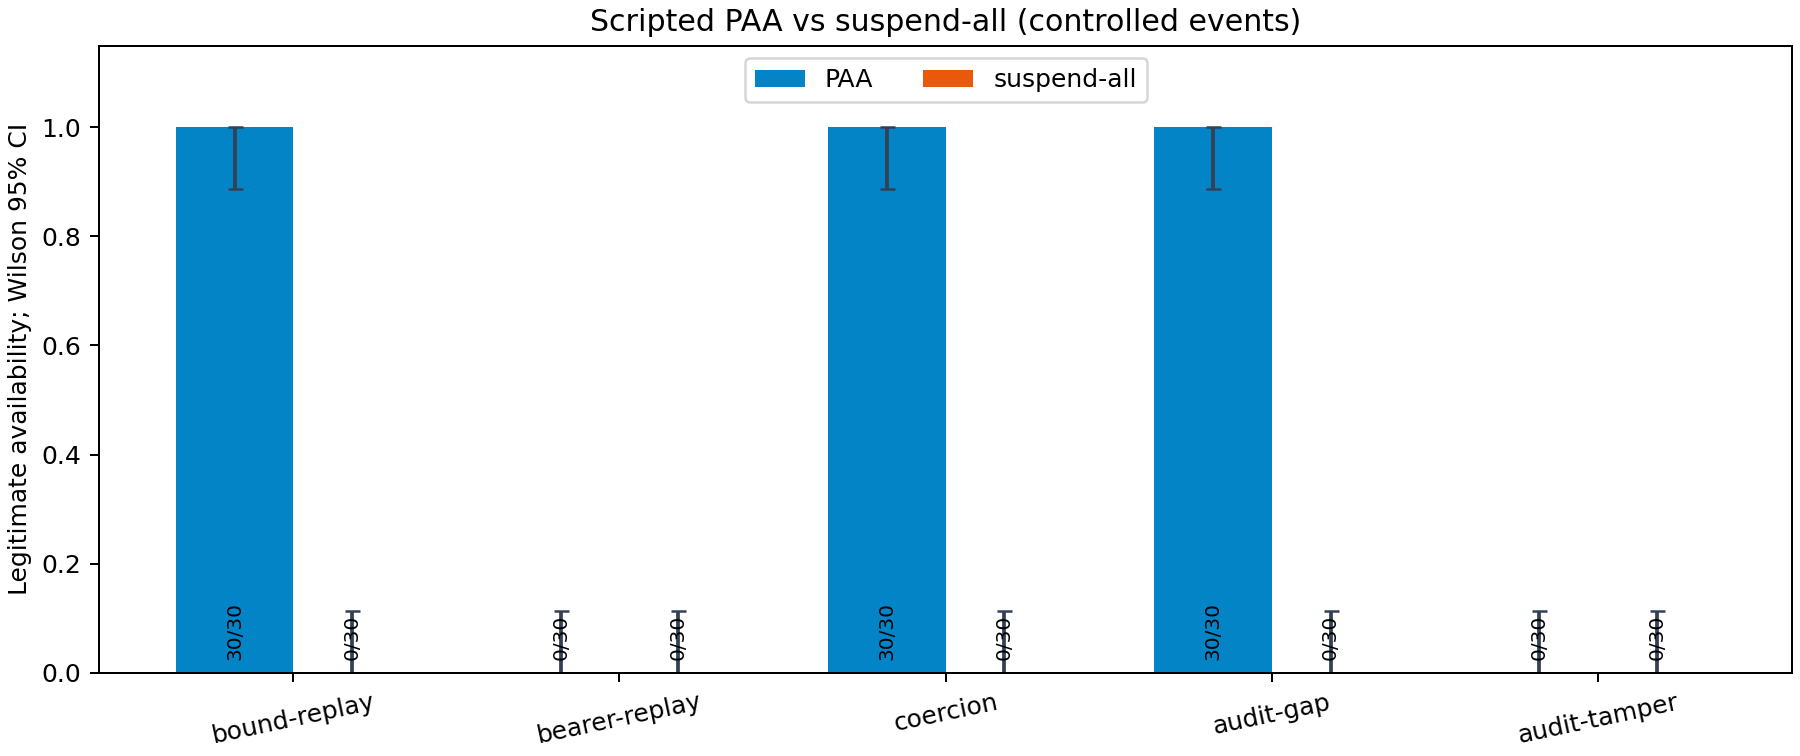 Scripted PAA vs suspend-all (controlled events)
PAA suspend-all
Legitimate availability; Wilson 95% CI
1.0
0.8
0.6
0.4
0.2
0.0
30/30 0/30 0/30 0/30 30/30 0/30 30/30 0/30 0/30 0/30
bound-replay bearer-replay coercion audit-gap audit-tamper